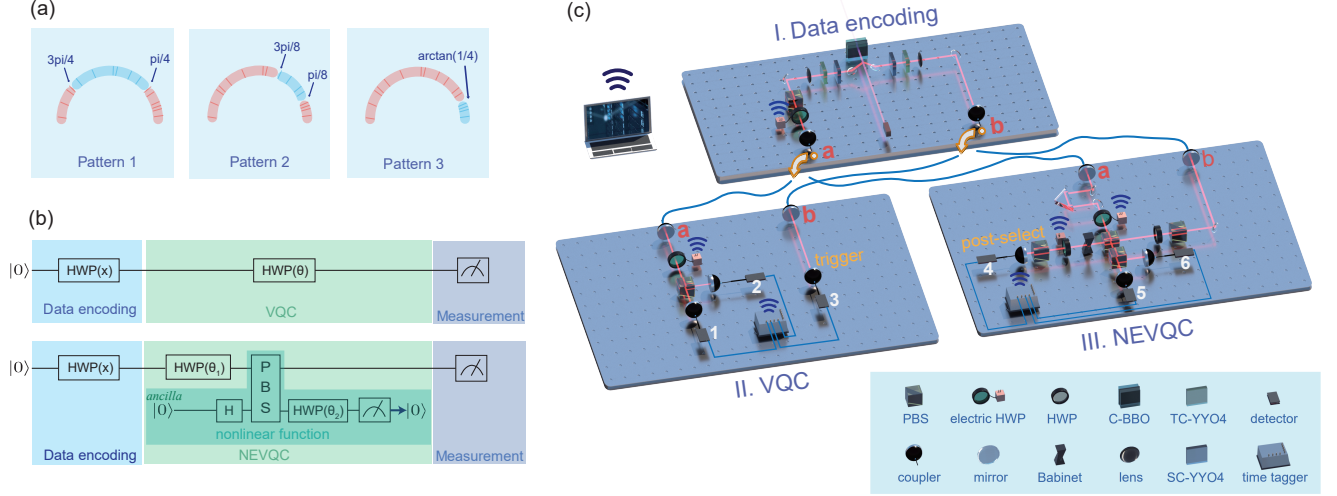 (a)
3pi/4
pi/4
Pattern 1
3pi/8
pi/8
Pattern 2
arctan(1/4)
Pattern 3
(b)
|0⟩
HWP(x)
HWP(θ)
Data encoding
VQC
Measurement
|0⟩
HWP(x)
HWP(θ₁)
P
B
S
ancilla
|0⟩
H
HWP(θ₂)
|0⟩
nonlinear function
Data encoding
NEVQC
Measurement
(c)
I. Data encoding
a
b
a
b
trigger
1
2
3
II. VQC
a
b
post-select
4
5
6
III. NEVQC
PBS
electric HWP
HWP
C-BBO
TC-YYO4
detector
coupler
mirror
Babinet
lens
SC-YYO4
time tagger